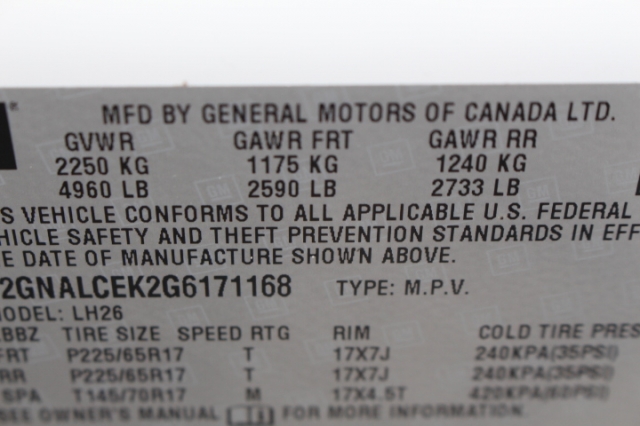 MFD BY GENERAL MOTORS OF CANADA LTD.
GVWR GAWR FRT GAWR RR
2250 KG 1175 KG 1240 KG
4960 LB 2590 LB 2733 LB
S VEHICLE CONFORMS TO ALL APPLICABLE U.S. FEDERAL
HICLE SAFETY AND THEFT PREVENTION STANDARDS IN EFF
E DATE OF MANUFACTURE SHOWN ABOVE.
2GNALCEK2G6171168 TYPE: M.P.V.
MODEL: LH26
BBZ TIRE SIZE SPEED RTG RIM COLD TIRE PRES
FRT P225/65R17 T 17X7J 240KPA(35PSI)
RR P225/65R17 T 17X7J 240KPA(35PSI)
SPA T145/70R17 M 17X4.5T 420KPA(60PSI)
SEE OWNER'S MANUAL FOR MORE INFORMATION